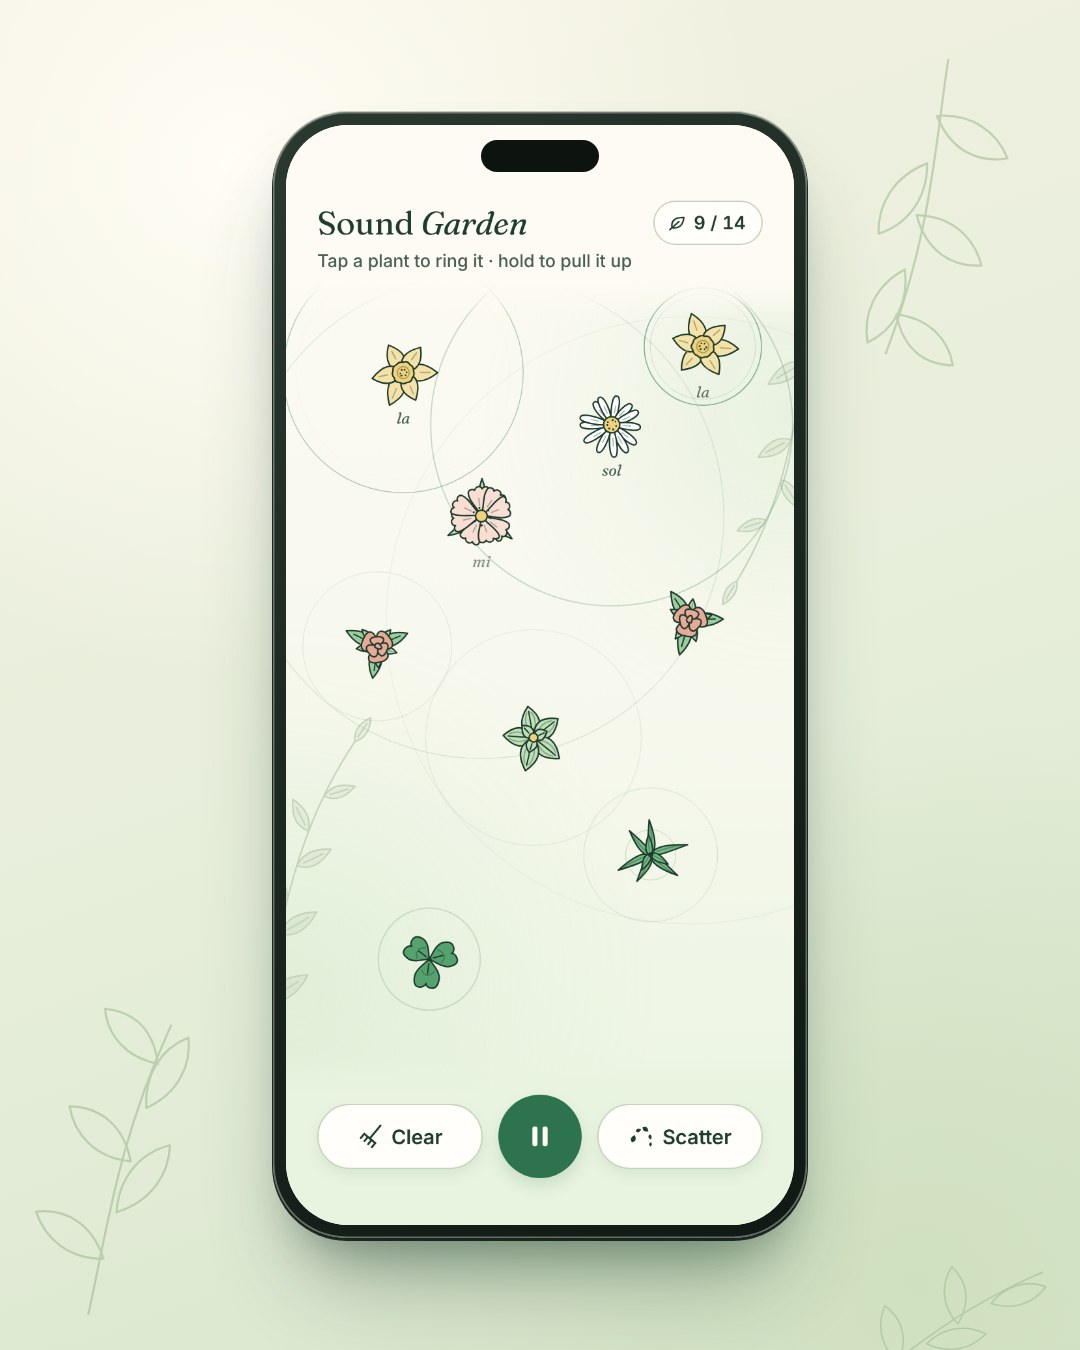 Sound Garden
9 / 14
Tap a plant to ring it · hold to pull it up
la
la
sol
mi
Clear
Scatter